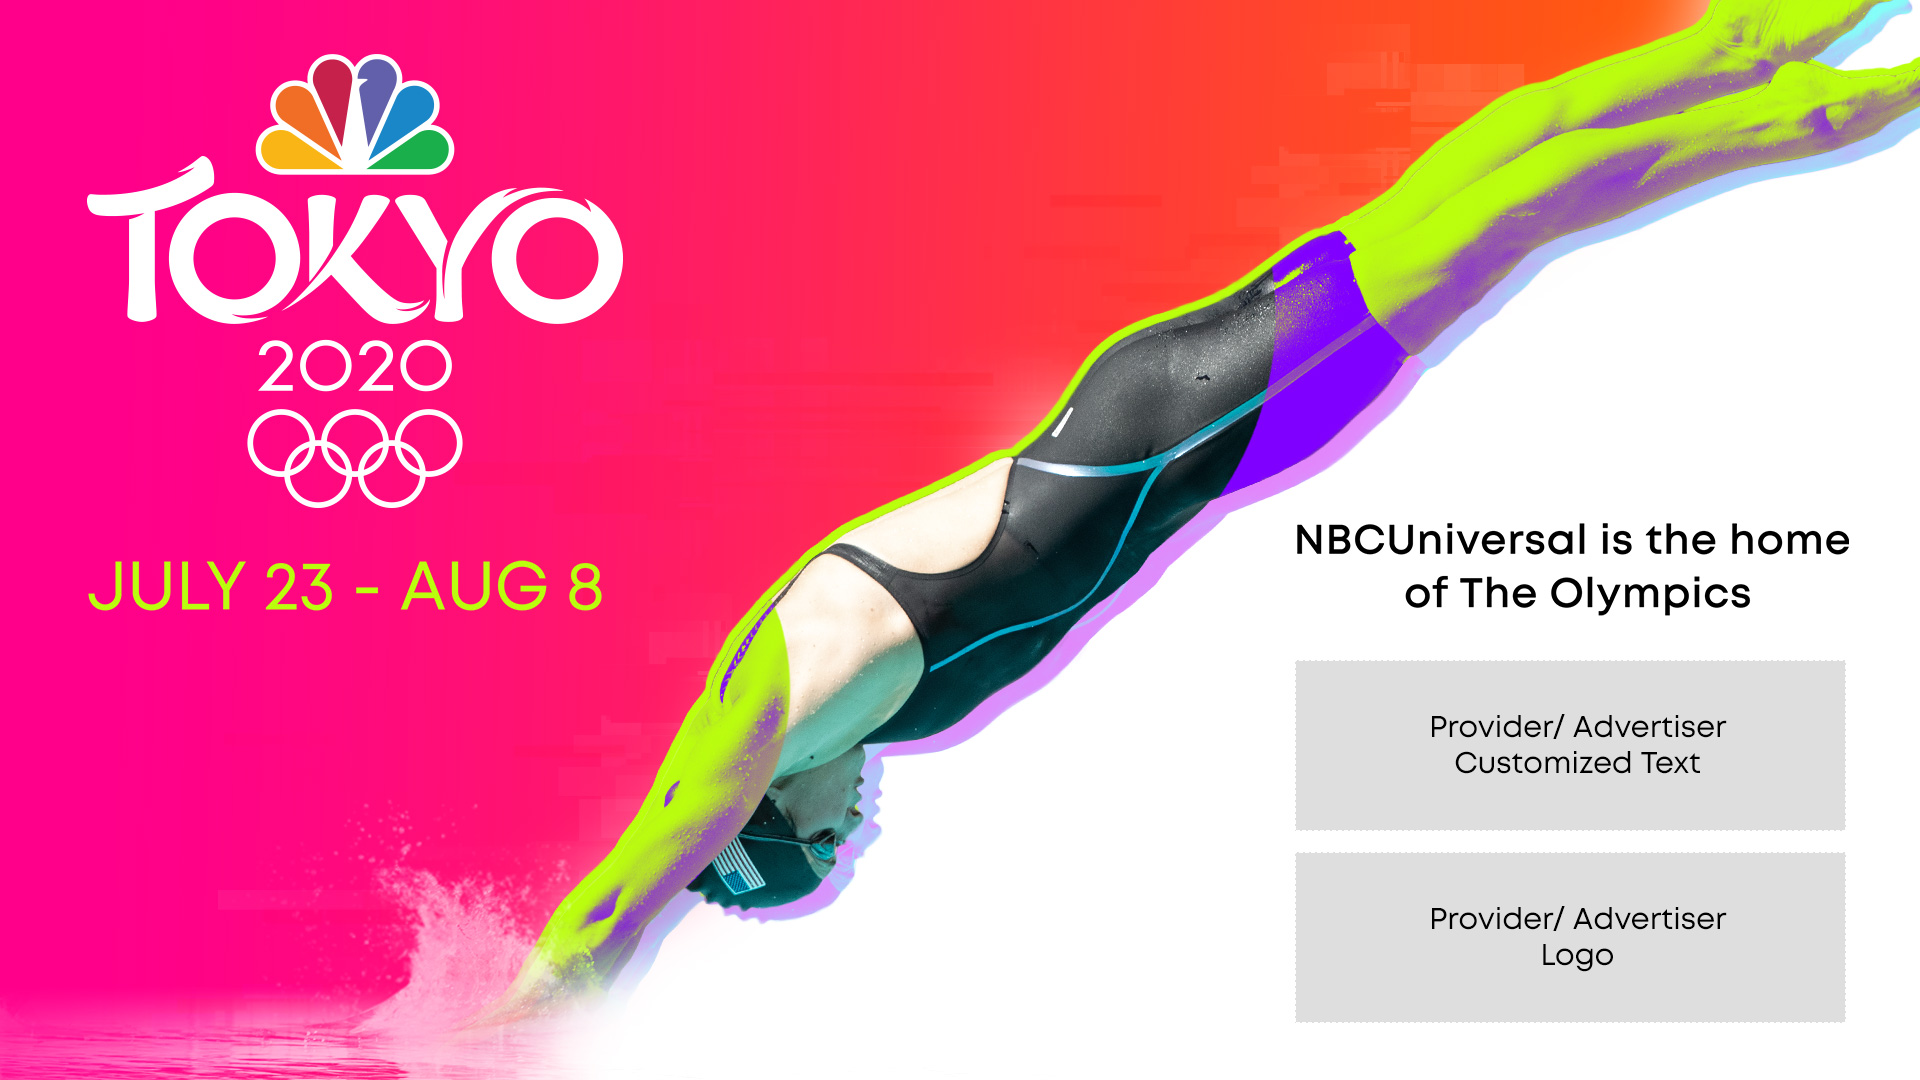 TOKYO
2020
JULY 23 - AUG 8
NBCUniversal is the home
of The Olympics
Provider/ Advertiser
Customized Text
Provider/ Advertiser
Logo